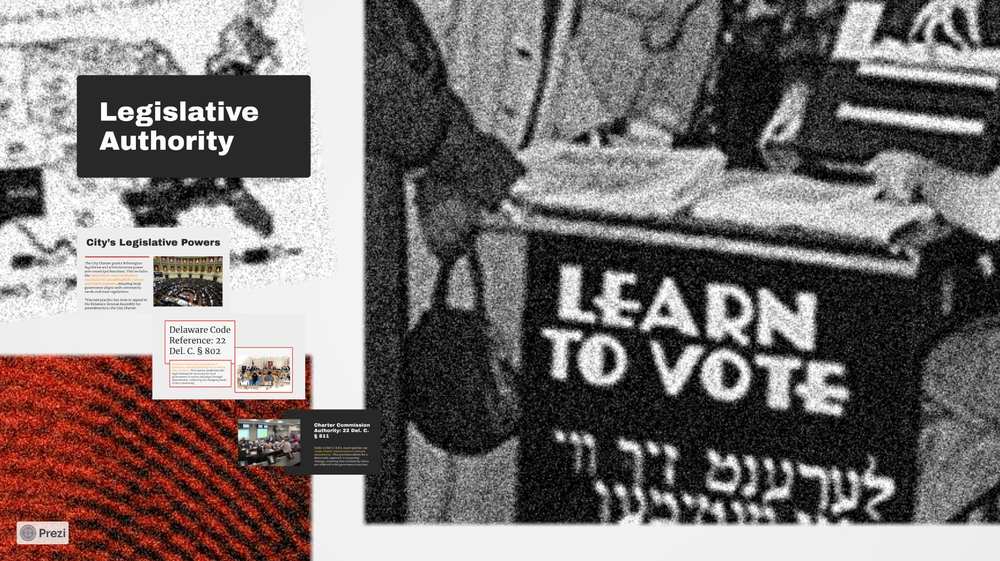 Legislative
Authority
City's Legislative Powers
The City Charter grants Wilmington
legislative and administrative power
over municipal functions. This includes
the authority to enact ordinances
necessary for executing both express
and implied powers, ensuring local
governance aligns with community
needs and state regulations.
*Current practice has been to appeal to
the Delaware General Assembly for
amendments to the City Charter.
Delaware Code
Reference: 22
Del. C. § 802
Empowers municipal corporations in
Delaware, including Wilmington, to amend
their Charters. This statute establishes the
legal framework necessary for local
government to evolve and adapt through
amendments, reflecting the changing needs
of the community.
Charter Commission
Authority: 22 Del. C.
§ 811
Under 22 Del. C. § 811, municipalities can
create charter commissions to evaluate
amendments. This provision allows for a
democratic approach in proposing
changes, ensuring that community voices
are reflected in the governance structure.
LEARN
TO VOTE
לערנט דך ווי
Prezi